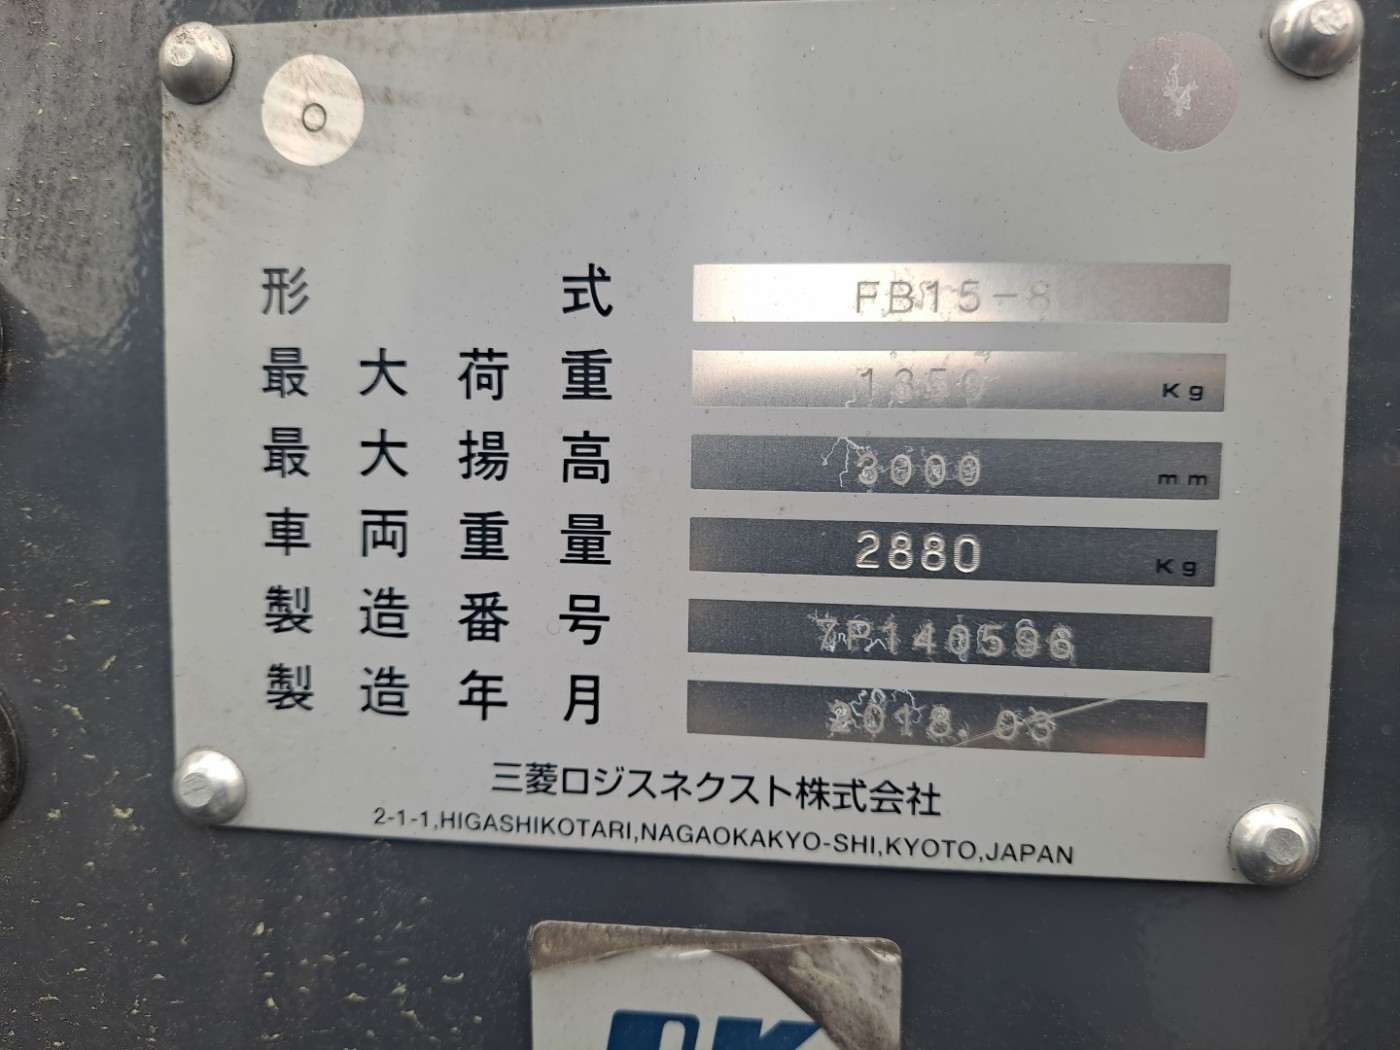 形式 FB15-8
最大荷重 1350 Kg
最大揚高 3000 mm
車両重量 2880 Kg
製造番号 7P140596
製造年月 2018.03
三菱ロジスネクスト株式会社
2-1-1,HIGASHIKOTARI,NAGAOKAKYO-SHI,KYOTO,JAPAN